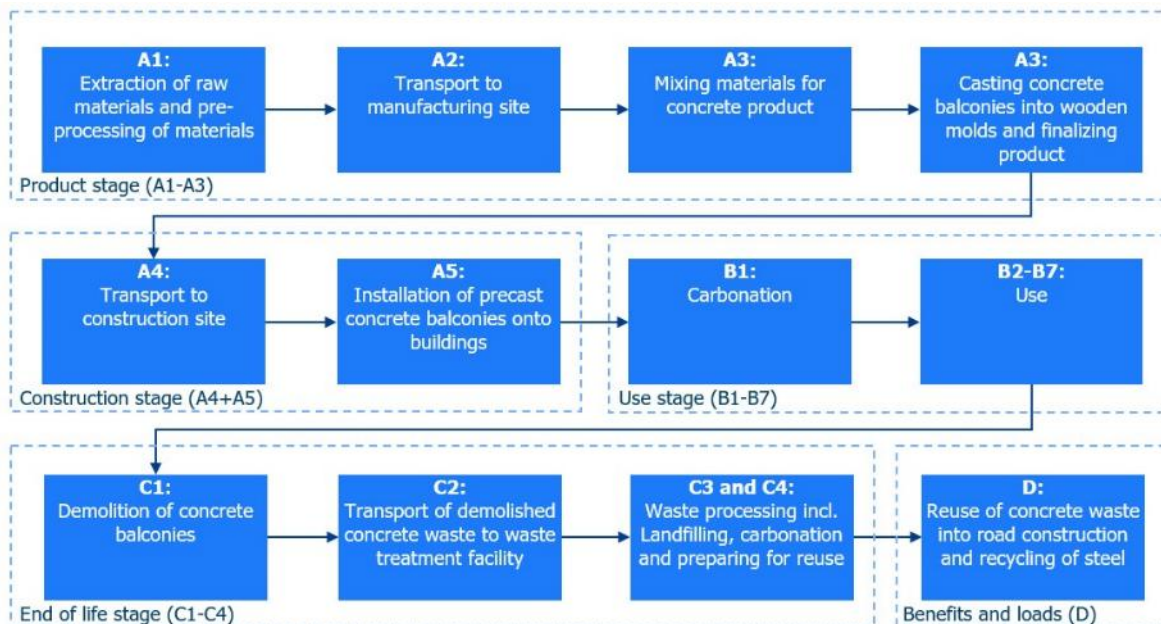 A1:
Extraction of raw
materials and pre-
processing of materials
A2:
Transport to
manufacturing site
A3:
Mixing materials for
concrete product
A3:
Casting concrete
balconies into wooden
molds and finalizing
product
Product stage (A1-A3)
A4:
Transport to
construction site
A5:
Installation of precast
concrete balconies onto
buildings
Construction stage (A4+A5)
B1:
Carbonation
B2-B7:
Use
Use stage (B1-B7)
C1:
Demolition of concrete
balconies
C2:
Transport of demolished
concrete waste to waste
treatment facility
C3 and C4:
Waste processing incl.
Landfilling, carbonation
and preparing for reuse
End of life stage (C1-C4)
D:
Reuse of concrete waste
into road construction
and recycling of steel
Benefits and loads (D)